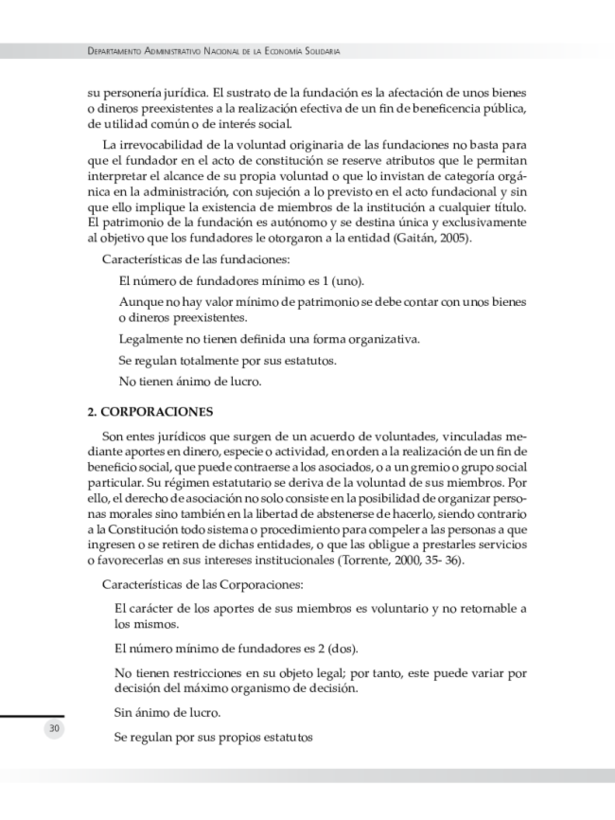 Departamento Administrativo Nacional de la Economía Solidaria
su personería jurídica. El sustrato de la fundación es la afectación de unos bienes
o dineros preexistentes a la realización efectiva de un fin de beneficencia pública,
de utilidad común o de interés social.
La irrevocabilidad de la voluntad originaria de las fundaciones no basta para
que el fundador en el acto de constitución se reserve atributos que le permitan
interpretar el alcance de su propia voluntad o que lo invistan de categoría orgá-
nica en la administración, con sujeción a lo previsto en el acto fundacional y sin
que ello implique la existencia de miembros de la institución a cualquier título.
El patrimonio de la fundación es autónomo y se destina única y exclusivamente
al objetivo que los fundadores le otorgaron a la entidad (Gaitán, 2005).
Características de las fundaciones:
El número de fundadores mínimo es 1 (uno).
Aunque no hay valor mínimo de patrimonio se debe contar con unos bienes
o dineros preexistentes.
Legalmente no tienen definida una forma organizativa.
Se regulan totalmente por sus estatutos.
No tienen ánimo de lucro.
2. CORPORACIONES
Son entes jurídicos que surgen de un acuerdo de voluntades, vinculadas me-
diante aportes en dinero, especie o actividad, en orden a la realización de un fin de
beneficio social, que puede contraerse a los asociados, o a un gremio o grupo social
particular. Su régimen estatutario se deriva de la voluntad de sus miembros. Por
ello, el derecho de asociación no solo consiste en la posibilidad de organizar perso-
nas morales sino también en la libertad de abstenerse de hacerlo, siendo contrario
a la Constitución todo sistema o procedimiento para compeler a las personas a que
ingresen o se retiren de dichas entidades, o que las obligue a prestarles servicios
o favorecerlas en sus intereses institucionales (Torrente, 2000, 35- 36).
Características de las Corporaciones:
El carácter de los aportes de sus miembros es voluntario y no retornable a
los mismos.
El número mínimo de fundadores es 2 (dos).
No tienen restricciones en su objeto legal; por tanto, este puede variar por
decisión del máximo organismo de decisión.
Sin ánimo de lucro.
Se regulan por sus propios estatutos
30